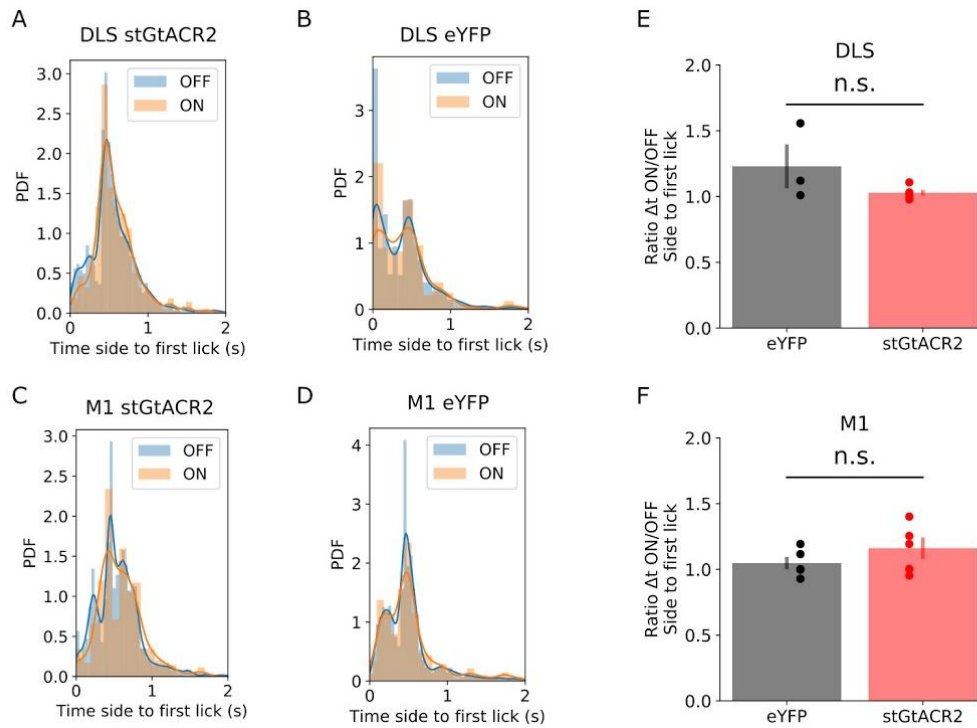 A
DLS stGtACR2
3.0
2.5
2.0
1.5
1.0
0.5
0.0
PDF
OFF
ON
0 1 2
Time side to first lick (s)
B
DLS eYFP
3
2
1
0
PDF
OFF
ON
0 1 2
Time side to first lick (s)
E
DLS
n.s.
2.0
1.5
1.0
0.5
0.0
Ratio Δt ON/OFF
Side to first lick
eYFP stGtACR2
C
M1 stGtACR2
3.0
2.5
2.0
1.5
1.0
0.5
0.0
PDF
OFF
ON
0 1 2
Time side to first lick (s)
D
M1 eYFP
4
3
2
1
0
PDF
OFF
ON
0 1 2
Time side to first lick (s)
F
M1
n.s.
2.0
1.5
1.0
0.5
0.0
Ratio Δt ON/OFF
Side to first lick
eYFP stGtACR2